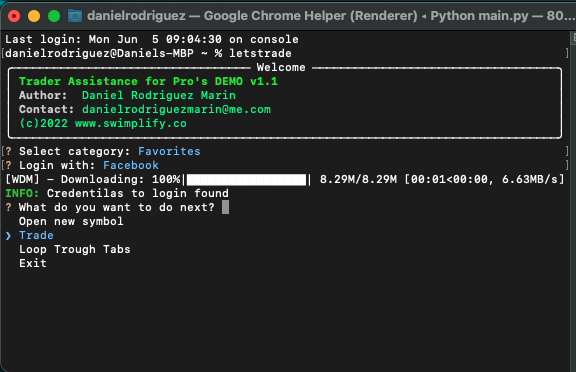 danielrodriguez — Google Chrome Helper (Renderer) ◂ Python main.py — 80...
Last login: Mon Jun  5 09:04:30 on console
[danielrodriguez@Daniels-MBP ~ % letstrade ]
Welcome
Trader Assistance for Pro's DEMO v1.1
Author:  Daniel Rodriguez Marin
Contact: danielrodriguezmarin@me.com
(c)2022 www.swimplify.co
[? Select category: Favorites ]
[? Login with: Facebook ]
[WDM] - Downloading: 100%|██████████████████| 8.29M/8.29M [00:01<00:00, 6.63MB/s]
INFO: Credentilas to login found
? What do you want to do next?
Open new symbol
❯ Trade
Loop Trough Tabs
Exit